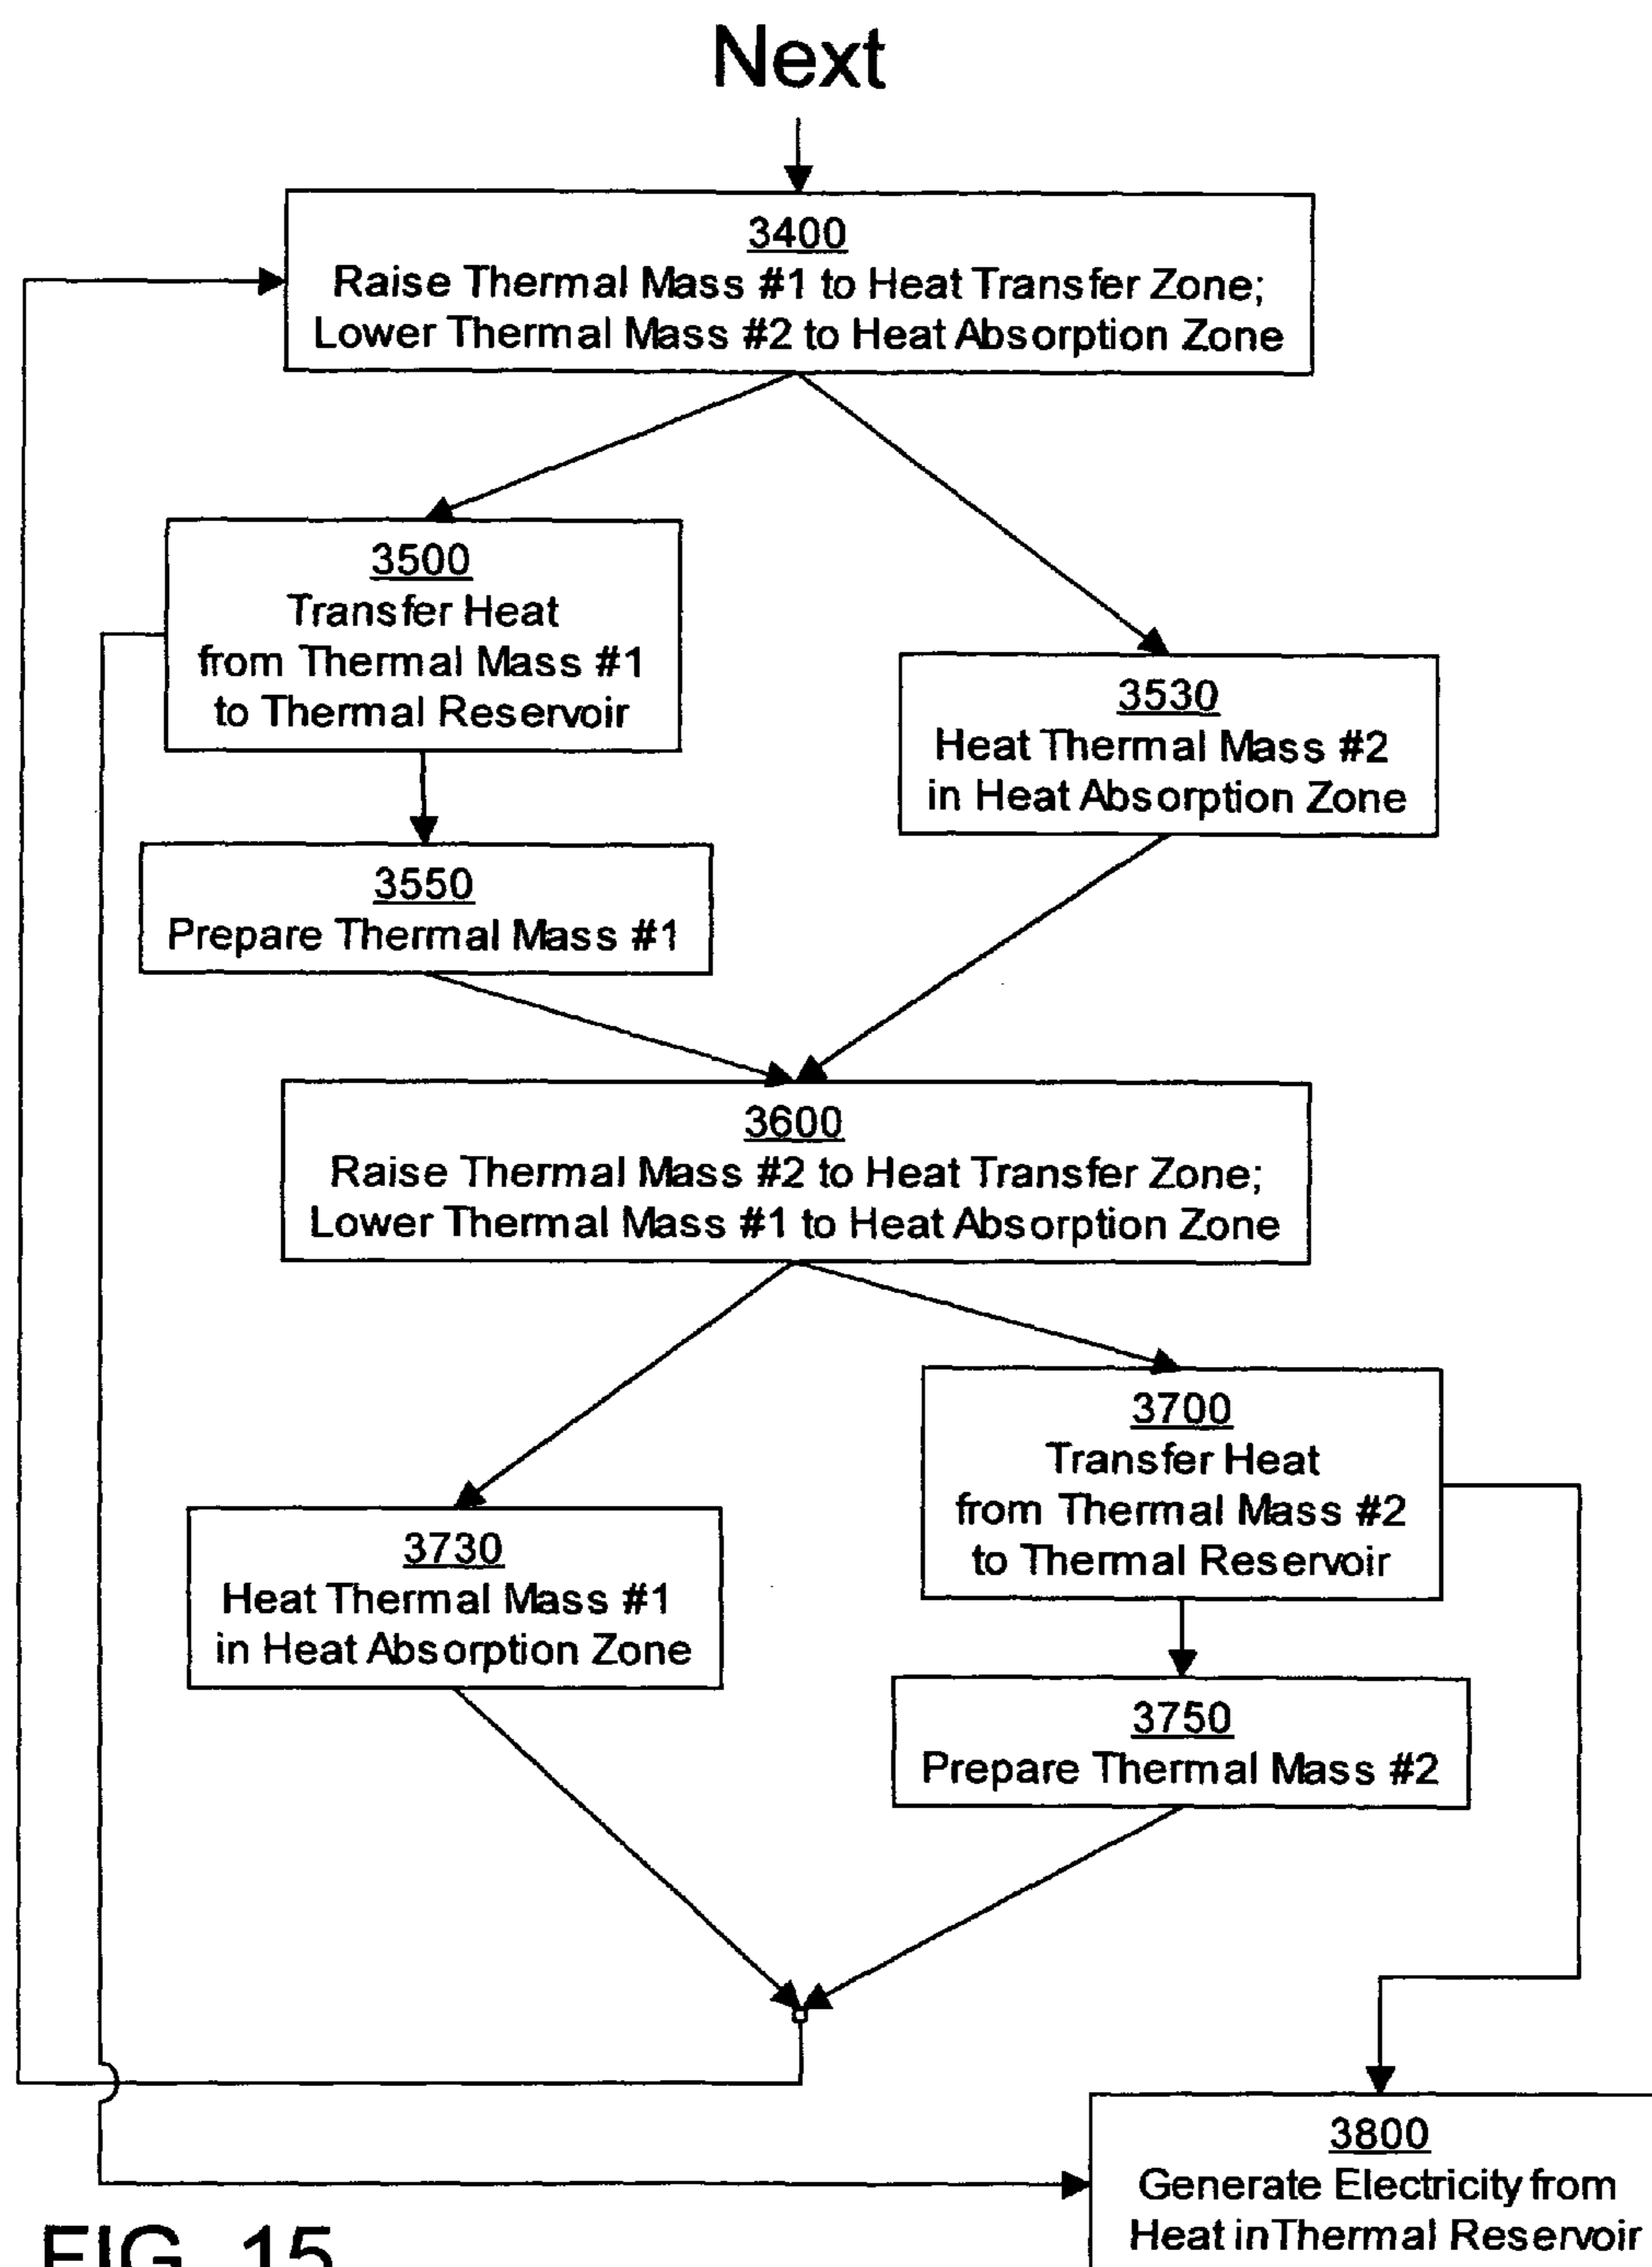 Next
3400
Raise Thermal Mass #1 to Heat Transfer Zone;
Lower Thermal Mass #2 to Heat Absorption Zone
3500
Transfer Heat
from Thermal Mass #1
to Thermal Reservoir
3530
Heat Thermal Mass #2
in Heat Absorption Zone
3550
Prepare Thermal Mass #1
3600
Raise Thermal Mass #2 to Heat Transfer Zone;
Lower Thermal Mass #1 to Heat Absorption Zone
3700
Transfer Heat
from Thermal Mass #2
to Thermal Reservoir
3730
Heat Thermal Mass #1
in Heat Absorption Zone
3750
Prepare Thermal Mass #2
3800
Generate Electricity from
Heat in Thermal Reservoir
FIG. 15